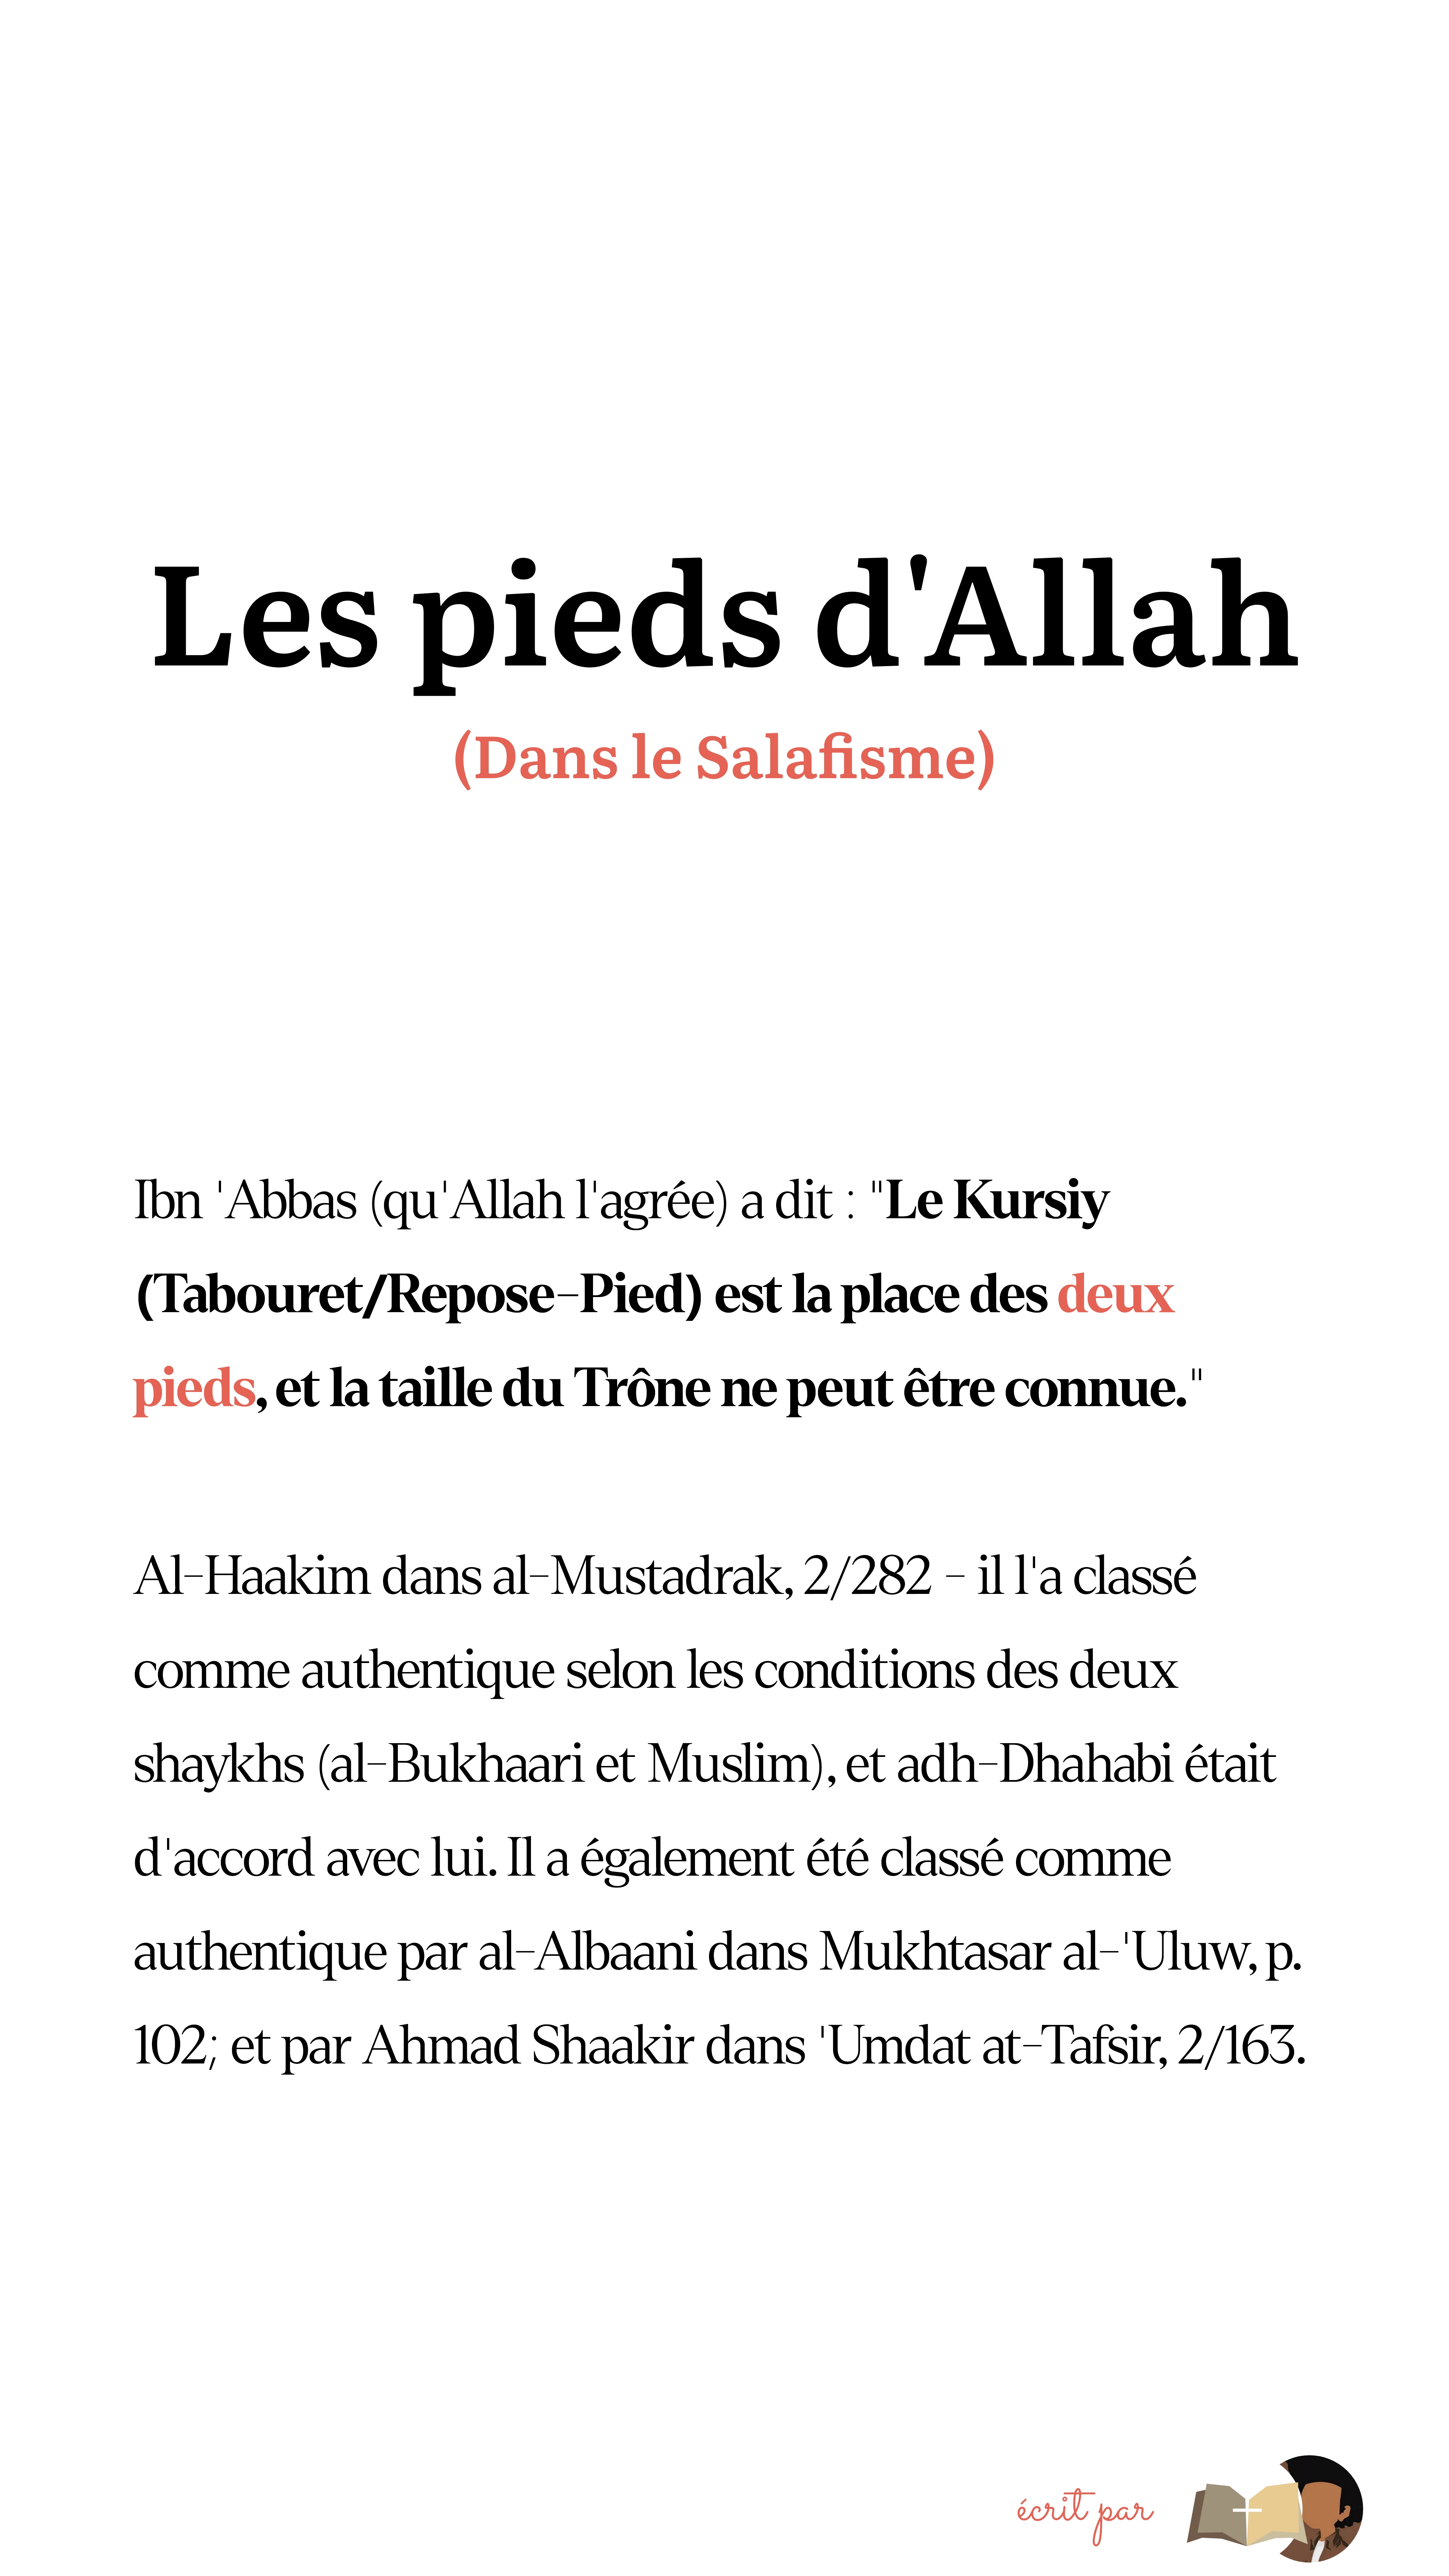 Les pieds d'Allah
(Dans le Salafisme)
Ibn 'Abbas (qu'Allah l'agrée) a dit : "Le Kursiy
(Tabouret/Repose-Pied) est la place des deux
pieds, et la taille du Trône ne peut être connue."
Al-Haakim dans al-Mustadrak, 2/282 - il l'a classé
comme authentique selon les conditions des deux
shaykhs (al-Bukhaari et Muslim), et adh-Dhahabi était
d'accord avec lui. Il a également été classé comme
authentique par al-Albaani dans Mukhtasar al-'Uluw, p.
102; et par Ahmad Shaakir dans 'Umdat at-Tafsir, 2/163.
écrit par